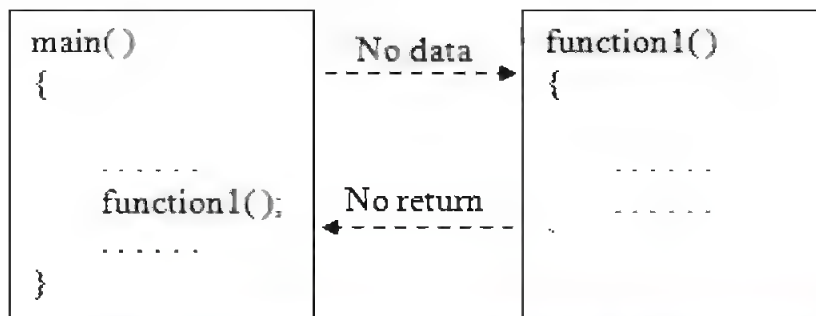 main()
{
. . . . . .
function1();
. . . . . .
}
No data
No return
function1()
{
. . . . . .
. . . . . .
.